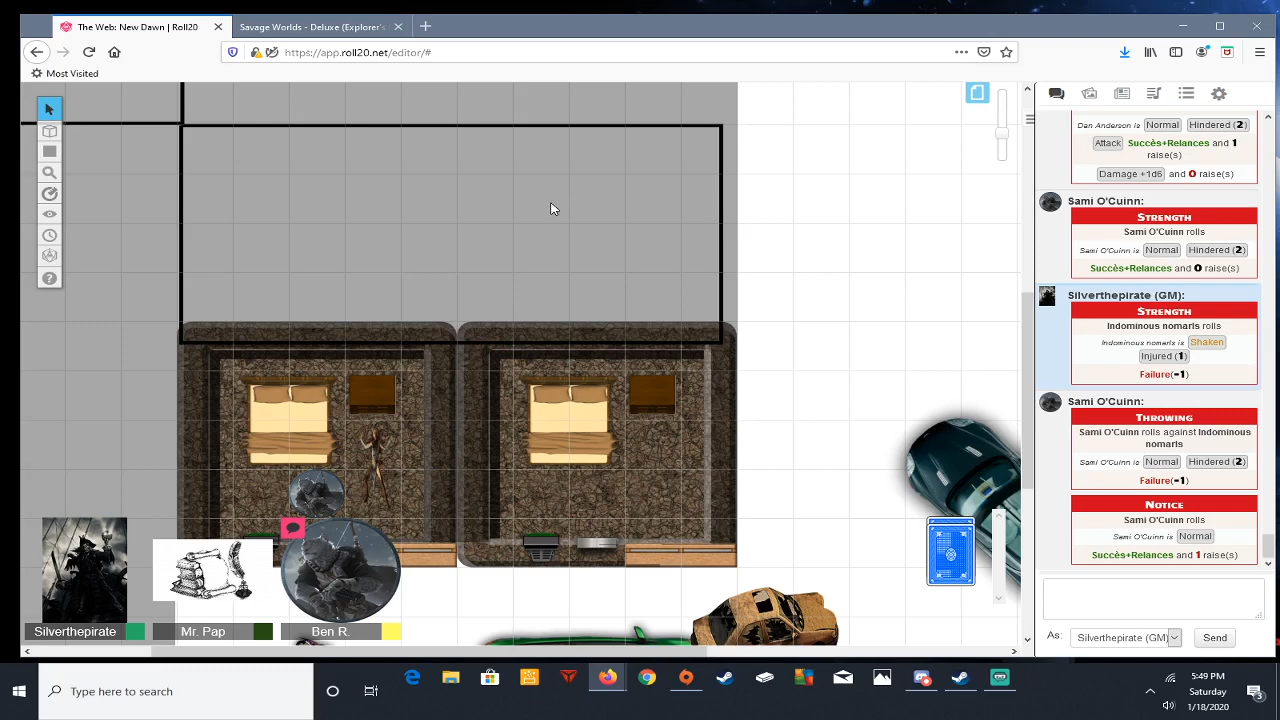 The Web: New Dawn | Roll20
Savage Worlds - Deluxe (Explorer's
https://app.roll20.net/editor/#
Most Visited
Dan Anderson is Normal Hindered (2)
Attack Succès+Relances and 1
raise(s)
Damage +1d6 and 0 raise(s)
Sami O'Cuinn:
STRENGTH
Sami O'Cuinn rolls
Sami O'Cuinn is Normal Hindered (2)
Succès+Relances and 0 raise(s)
Silverthepirate (GM):
STRENGTH
Indominous nomaris rolls
Indominous nomaris is Shaken
Injured (1)
Failure(-1)
Sami O'Cuinn:
THROWING
Sami O'Cuinn rolls against Indominous
nomaris
Sami O'Cuinn is Normal Hindered (2)
Failure(-1)
NOTICE
Sami O'Cuinn rolls
Sami O'Cuinn is Normal
Succès+Relances and 1 raise(s)
As: Silverthepirate (GM) Send
Silverthepirate
Mr. Pap
Ben R.
Type here to search
5:49 PM
Saturday
1/18/2020
3